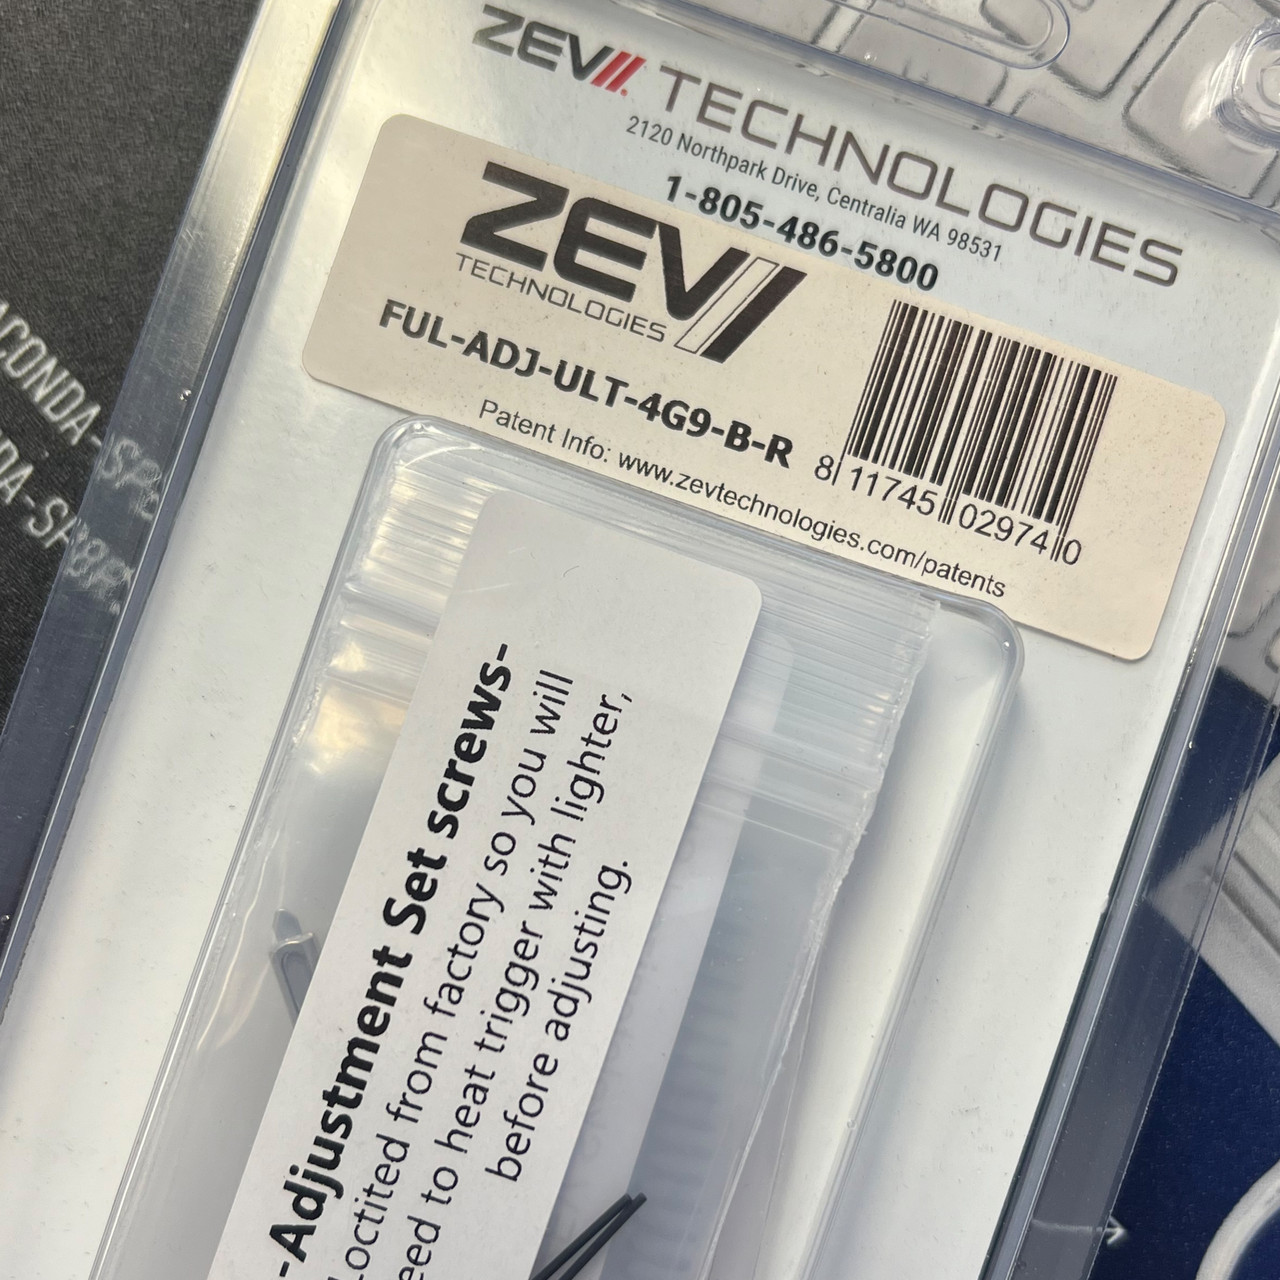 ZEV TECHNOLOGIES
2120 Northpark Drive, Centralia WA 98531
1-805-486-5800
ZEV
TECHNOLOGIES
FUL-ADJ-ULT-4G9-B-R
Patent Info: www.zevtechnologies.com/patents
8 11745 02974 0
-Adjustment Set screws-
Loctited from factory so you will
eed to heat trigger with lighter,
before adjusting.
ACONDA-